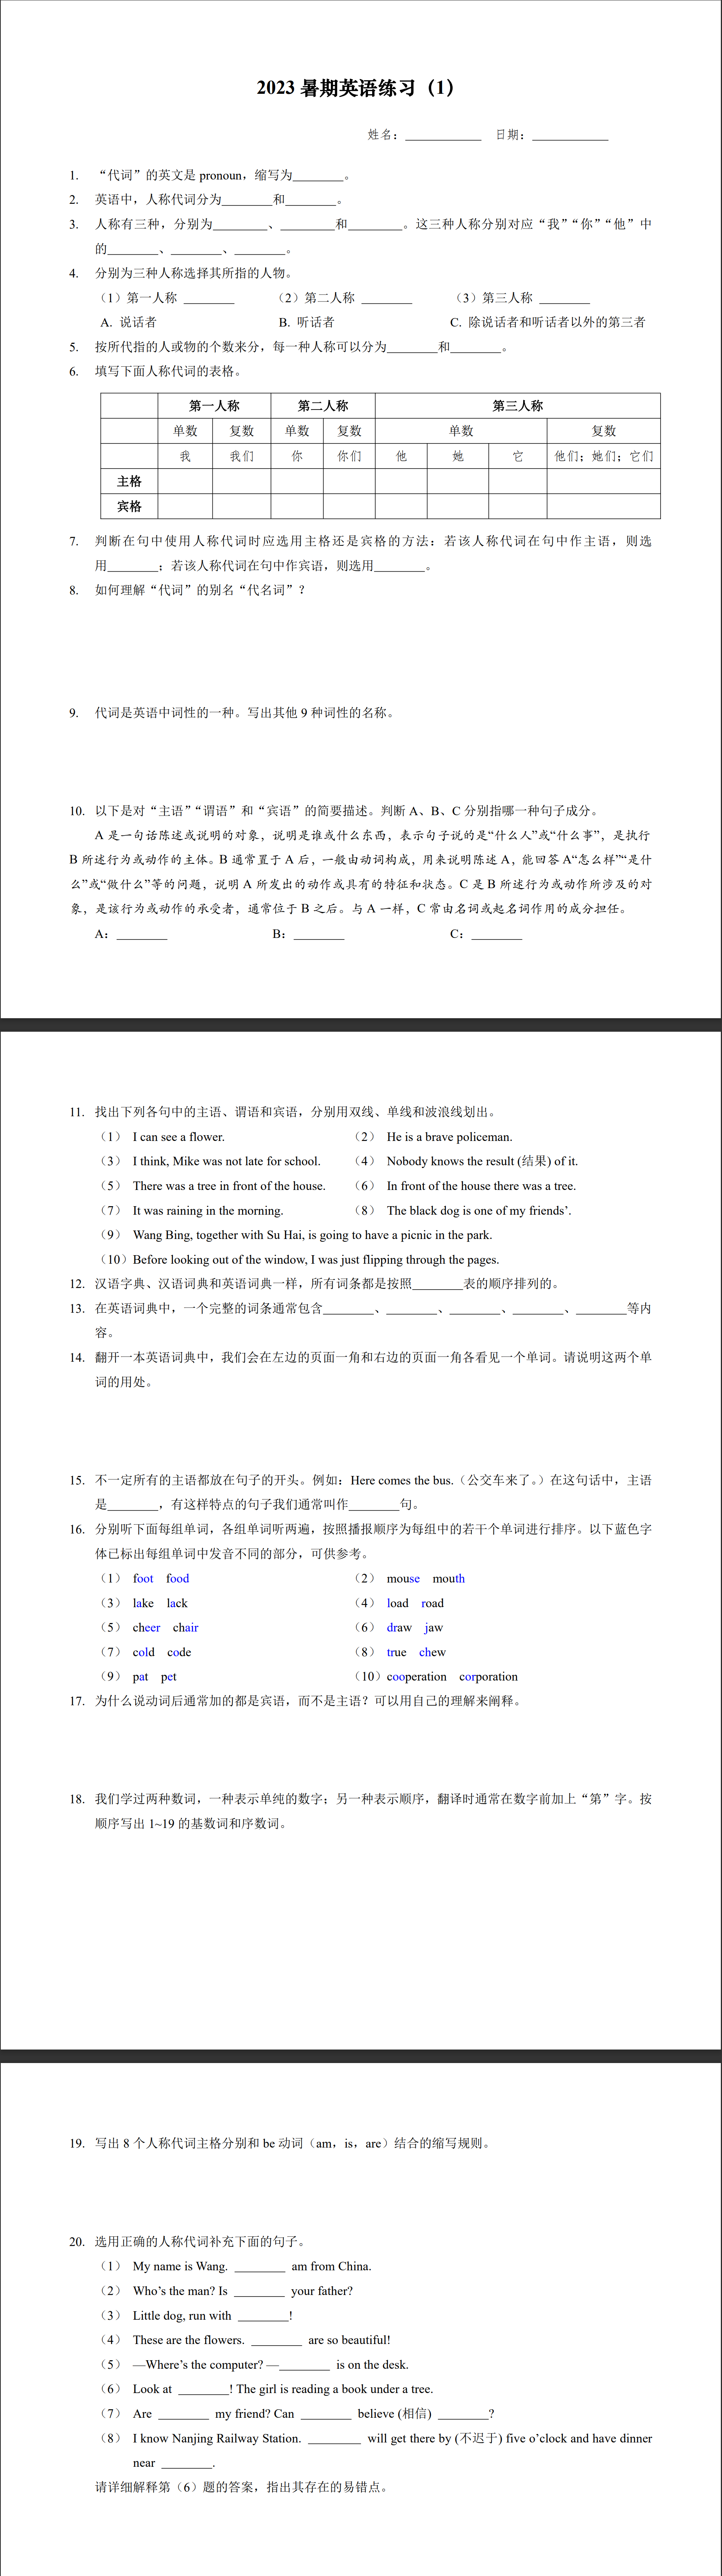 2023 暑期英语练习（1）
姓名：____________ 日期：____________
1. “代词”的英文是 pronoun，缩写为________。
2. 英语中，人称代词分为________和________。
3. 人称有三种，分别为________、________和________。这三种人称分别对应“我”“你”“他”中
的________、________、________。
4. 分别为三种人称选择其所指的人物。
（1）第一人称 ________ （2）第二人称 ________ （3）第三人称 ________
A. 说话者 B. 听话者 C. 除说话者和听话者以外的第三者
5. 按所代指的人或物的个数来分，每一种人称可以分为________和________。
6. 填写下面人称代词的表格。
第一人称 第二人称 第三人称
单数 复数 单数 复数 单数 复数
我 我们 你 你们 他 她 它 他们；她们；它们
主格
宾格
7. 判断在句中使用人称代词时应选用主格还是宾格的方法：若该人称代词在句中作主语，则选
用________；若该人称代词在句中作宾语，则选用________。
8. 如何理解“代词”的别名“代名词”？
9. 代词是英语中词性的一种。写出其他 9 种词性的名称。
10. 以下是对“主语”“谓语”和“宾语”的简要描述。判断 A、B、C 分别指哪一种句子成分。
A 是一句话陈述或说明的对象，说明是谁或什么东西，表示句子说的是“什么人”或“什么事”，是执行
B 所述行为或动作的主体。B 通常置于 A 后，一般由动词构成，用来说明陈述 A，能回答 A“怎么样”“是什
么”或“做什么”等的问题，说明 A 所发出的动作或具有的特征和状态。C 是 B 所述行为或动作所涉及的对
象，是该行为或动作的承受者，通常位于 B 之后。与 A 一样，C 常由名词或起名词作用的成分担任。
A：________ B：________ C：________
11. 找出下列各句中的主语、谓语和宾语，分别用双线、单线和波浪线划出。
（1） I can see a flower. （2） He is a brave policeman.
（3） I think, Mike was not late for school. （4） Nobody knows the result (结果) of it.
（5） There was a tree in front of the house. （6） In front of the house there was a tree.
（7） It was raining in the morning. （8） The black dog is one of my friends’.
（9） Wang Bing, together with Su Hai, is going to have a picnic in the park.
（10）Before looking out of the window, I was just flipping through the pages.
12. 汉语字典、汉语词典和英语词典一样，所有词条都是按照________表的顺序排列的。
13. 在英语词典中，一个完整的词条通常包含________、________、________、________、________等内
容。
14. 翻开一本英语词典中，我们会在左边的页面一角和右边的页面一角各看见一个单词。请说明这两个单
词的用处。
15. 不一定所有的主语都放在句子的开头。例如：Here comes the bus.（公交车来了。）在这句话中，主语
是________，有这样特点的句子我们通常叫作________句。
16. 分别听下面每组单词，各组单词听两遍，按照播报顺序为每组中的若干个单词进行排序。以下蓝色字
体已标出每组单词中发音不同的部分，可供参考。
（1） foot food （2） mouse mouth
（3） lake lack （4） load road
（5） cheer chair （6） draw jaw
（7） cold code （8） true chew
（9） pat pet （10）cooperation corporation
17. 为什么说动词后通常加的都是宾语，而不是主语？可以用自己的理解来阐释。
18. 我们学过两种数词，一种表示单纯的数字；另一种表示顺序，翻译时通常在数字前加上“第”字。按
顺序写出 1~19 的基数词和序数词。
19. 写出 8 个人称代词主格分别和 be 动词（am，is，are）结合的缩写规则。
20. 选用正确的人称代词补充下面的句子。
（1） My name is Wang. ________ am from China.
（2） Who’s the man? Is ________ your father?
（3） Little dog, run with ________!
（4） These are the flowers. ________ are so beautiful!
（5） —Where’s the computer? —________ is on the desk.
（6） Look at ________! The girl is reading a book under a tree.
（7） Are ________ my friend? Can ________ believe (相信) ________?
（8） I know Nanjing Railway Station. ________ will get there by (不迟于) five o’clock and have dinner
near ________.
请详细解释第（6）题的答案，指出其存在的易错点。